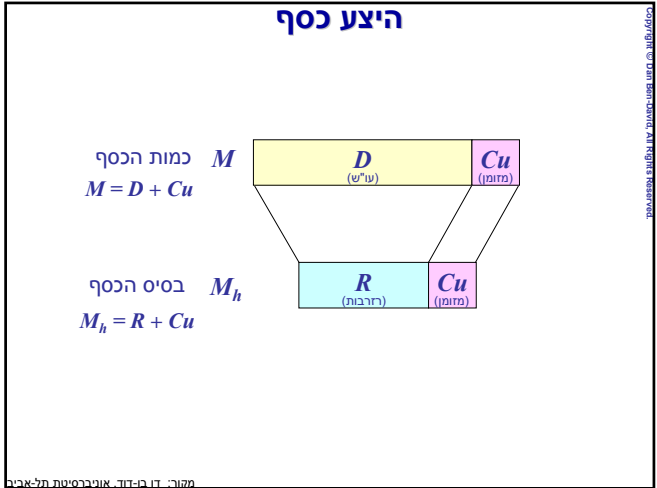 היצע כסף
Copyright © Dan Ben-David, All Rights Reserved.
כמות הכסף M
M = D + Cu
D
(עו"ש)
Cu
(מזומן)
בסיס הכסף Mh
Mh = R + Cu
R
(רזרבות)
Cu
(מזומן)
מקור: דן בן-דוד, אוניברסיטת תל-אביב